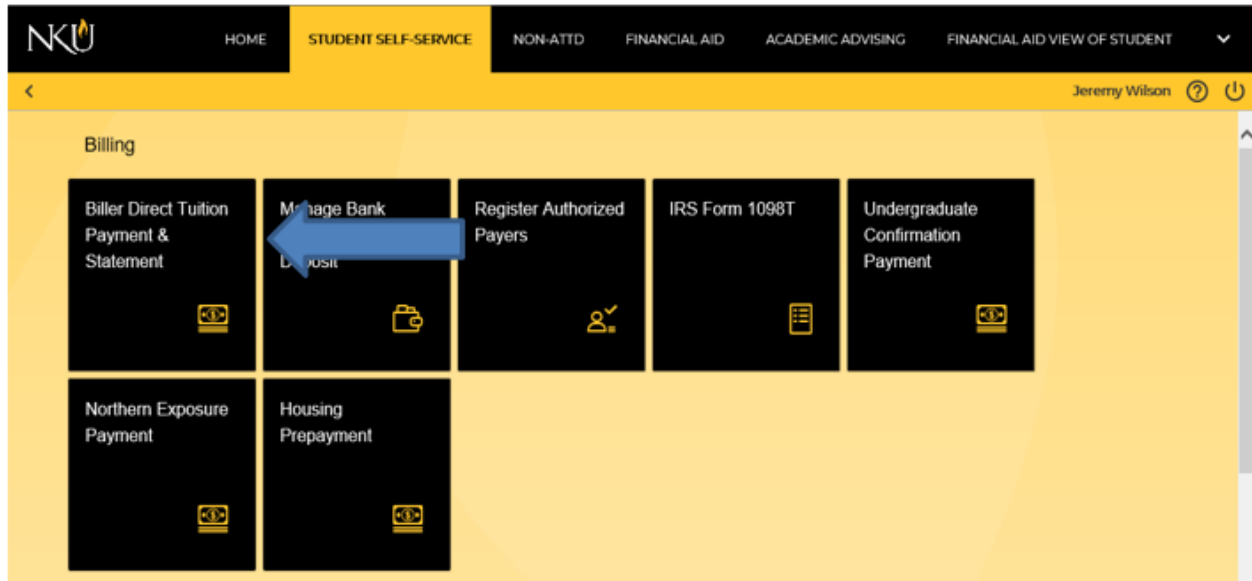 NKU
HOME
STUDENT SELF-SERVICE
NON-ATTD
FINANCIAL AID
ACADEMIC ADVISING
FINANCIAL AID VIEW OF STUDENT
Jeremy Wilson
Billing
Biller Direct Tuition
Payment &
Statement
Manage Bank
Register Authorized
Payers
IRS Form 1098T
Undergraduate
Confirmation
Payment
Northern Exposure
Payment
Housing
Prepayment